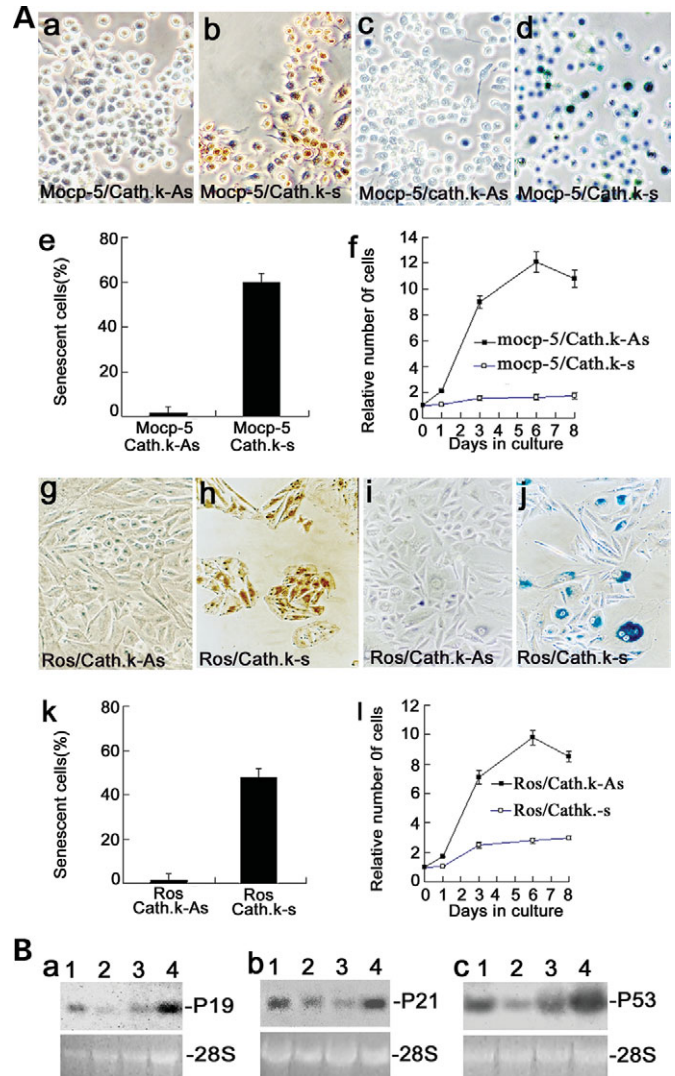 A
a b c d
Mocp-5/Cath.k-As Mocp-5/Cath.k-s Mocp-5/cath.k-As Mocp-5/Cath.k-s
e
Senescent cells(%)
80
60
40
20
0
Mocp-5 Mocp-5
Cath.k-As Cath.k-s
f
Relative number 0f cells
14
12
10
8
6
4
2
0
mocp-5/Cath.k-As
mocp-5/Cath.k-s
0 1 2 3 4 5 6 7 8
Days in culture
g h i j
Ros/Cath.k-As Ros/Cath.k-s Ros/Cath.k-As Ros/Cath.k-s
k
Senescent cells(%)
80
60
40
20
0
Ros Ros
Cath.k-As Cath.k-s
l
Relative number 0f cells
12
10
8
6
4
2
0
Ros/Cath.k-As
Ros/Cathk.-s
0 1 2 3 4 5 6 7 8
Days in culture
B
a b c
1 2 3 4 1 2 3 4 1 2 3 4
-P19 -P21 -P53
-28S -28S -28S